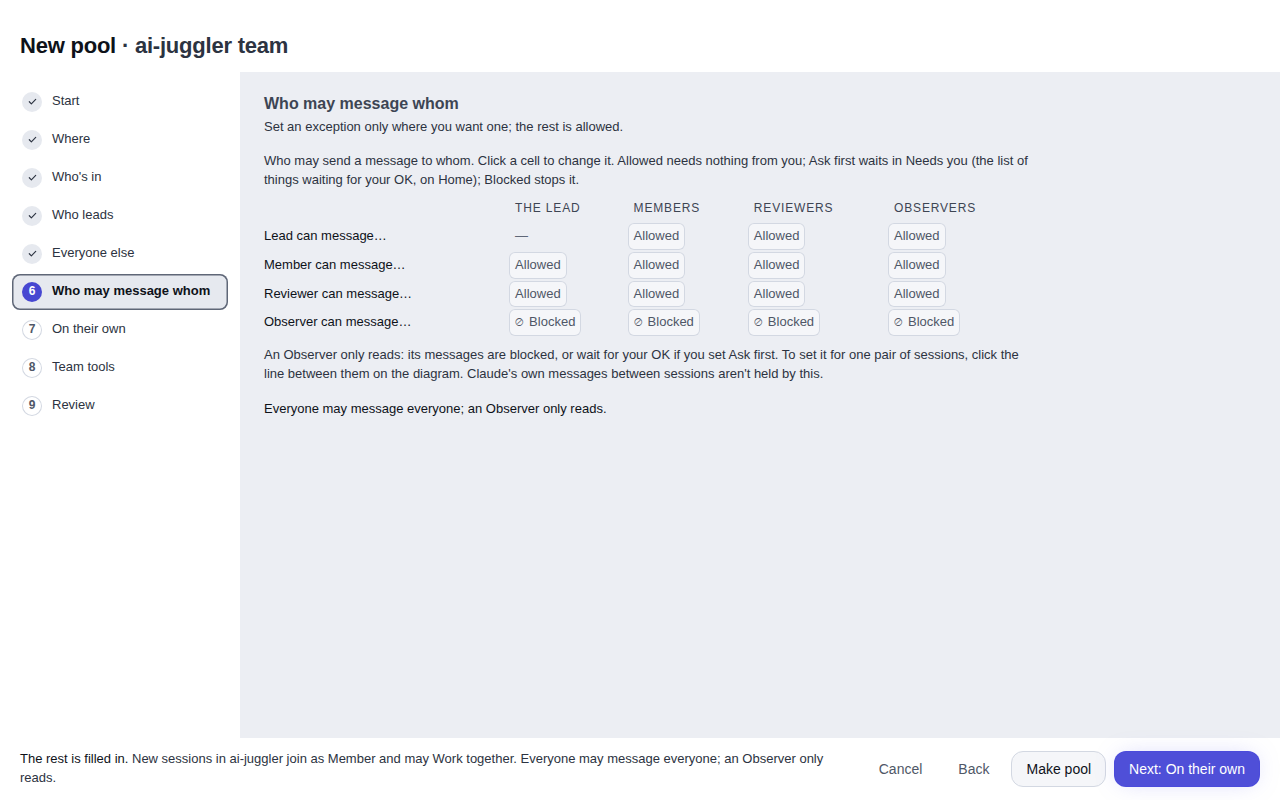 New pool · ai-juggler team
Start
Where
Who's in
Who leads
Everyone else
6 Who may message whom
7 On their own
8 Team tools
9 Review
Who may message whom
Set an exception only where you want one; the rest is allowed.
Who may send a message to whom. Click a cell to change it. Allowed needs nothing from you; Ask first waits in Needs you (the list of
things waiting for your OK, on Home); Blocked stops it.
THE LEAD MEMBERS REVIEWERS OBSERVERS
Lead can message… — Allowed Allowed Allowed
Member can message… Allowed Allowed Allowed Allowed
Reviewer can message… Allowed Allowed Allowed Allowed
Observer can message… ⊘ Blocked ⊘ Blocked ⊘ Blocked ⊘ Blocked
An Observer only reads: its messages are blocked, or wait for your OK if you set Ask first. To set it for one pair of sessions, click the
line between them on the diagram. Claude's own messages between sessions aren't held by this.
Everyone may message everyone; an Observer only reads.
The rest is filled in. New sessions in ai-juggler join as Member and may Work together. Everyone may message everyone; an Observer only
reads.
Cancel Back Make pool Next: On their own